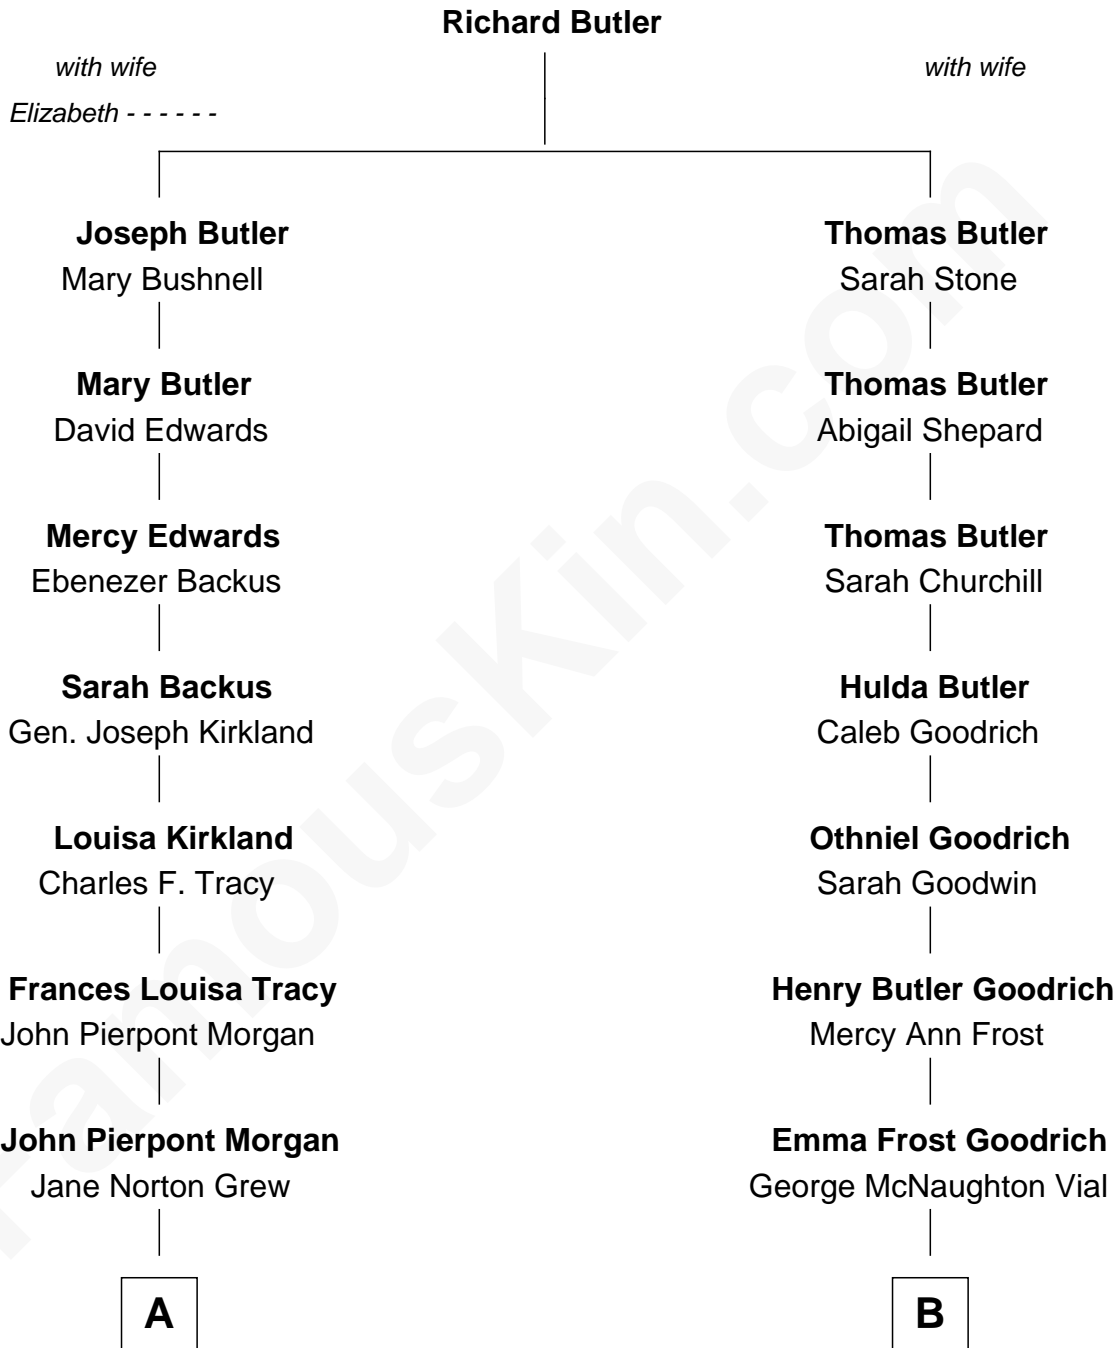 Richard Butler
with wife
with wife
Elizabeth - - - - - -
Joseph Butler
Thomas Butler
Mary Bushnell
Sarah Stone
Mary Butler
Thomas Butler
David Edwards
Abigail Shepard
Mercy Edwards
Thomas Butler
Ebenezer Backus
Sarah Churchill
Sarah Backus
Hulda Butler
Gen. Joseph Kirkland
Caleb Goodrich
Louisa Kirkland
Othniel Goodrich
Charles F. Tracy
Sarah Goodwin
Frances Louisa Tracy
Henry Butler Goodrich
John Pierpont Morgan
Mercy Ann Frost
John Pierpont Morgan
Emma Frost Goodrich
Jane Norton Grew
George McNaughton Vial
A
B
FamousKin.com